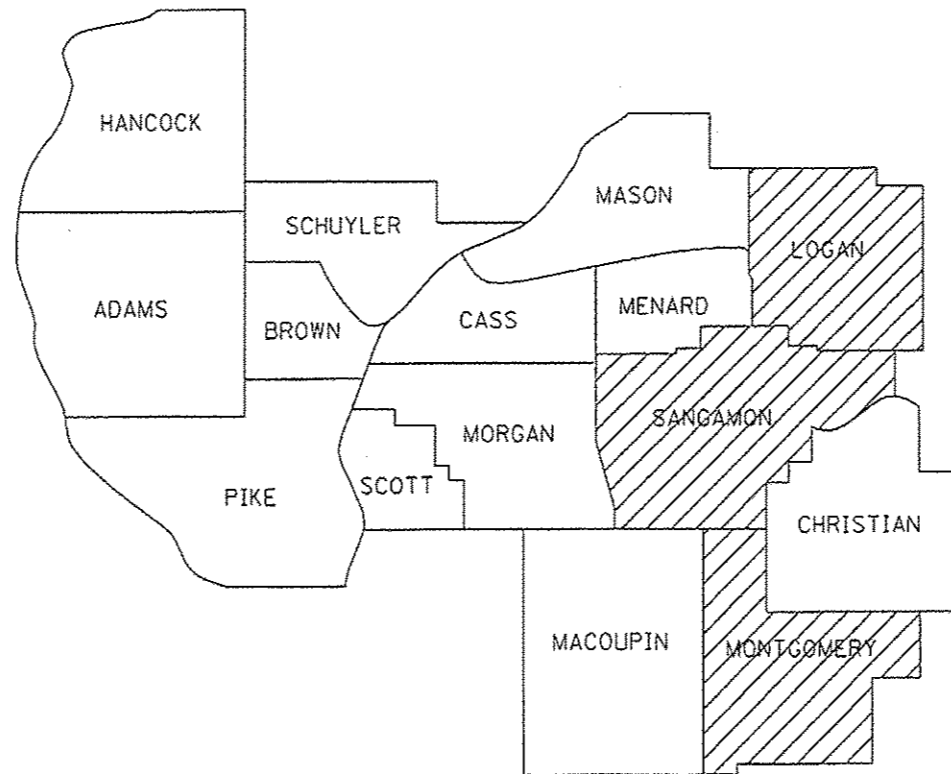 HANCOCK
MASON
SCHUYLER
LOGAN
ADAMS
MENARD
CASS
BROWN
SANGAMON
MORGAN
SCOTT
PIKE
CHRISTIAN
MACOUPIN
MONTGOMERY